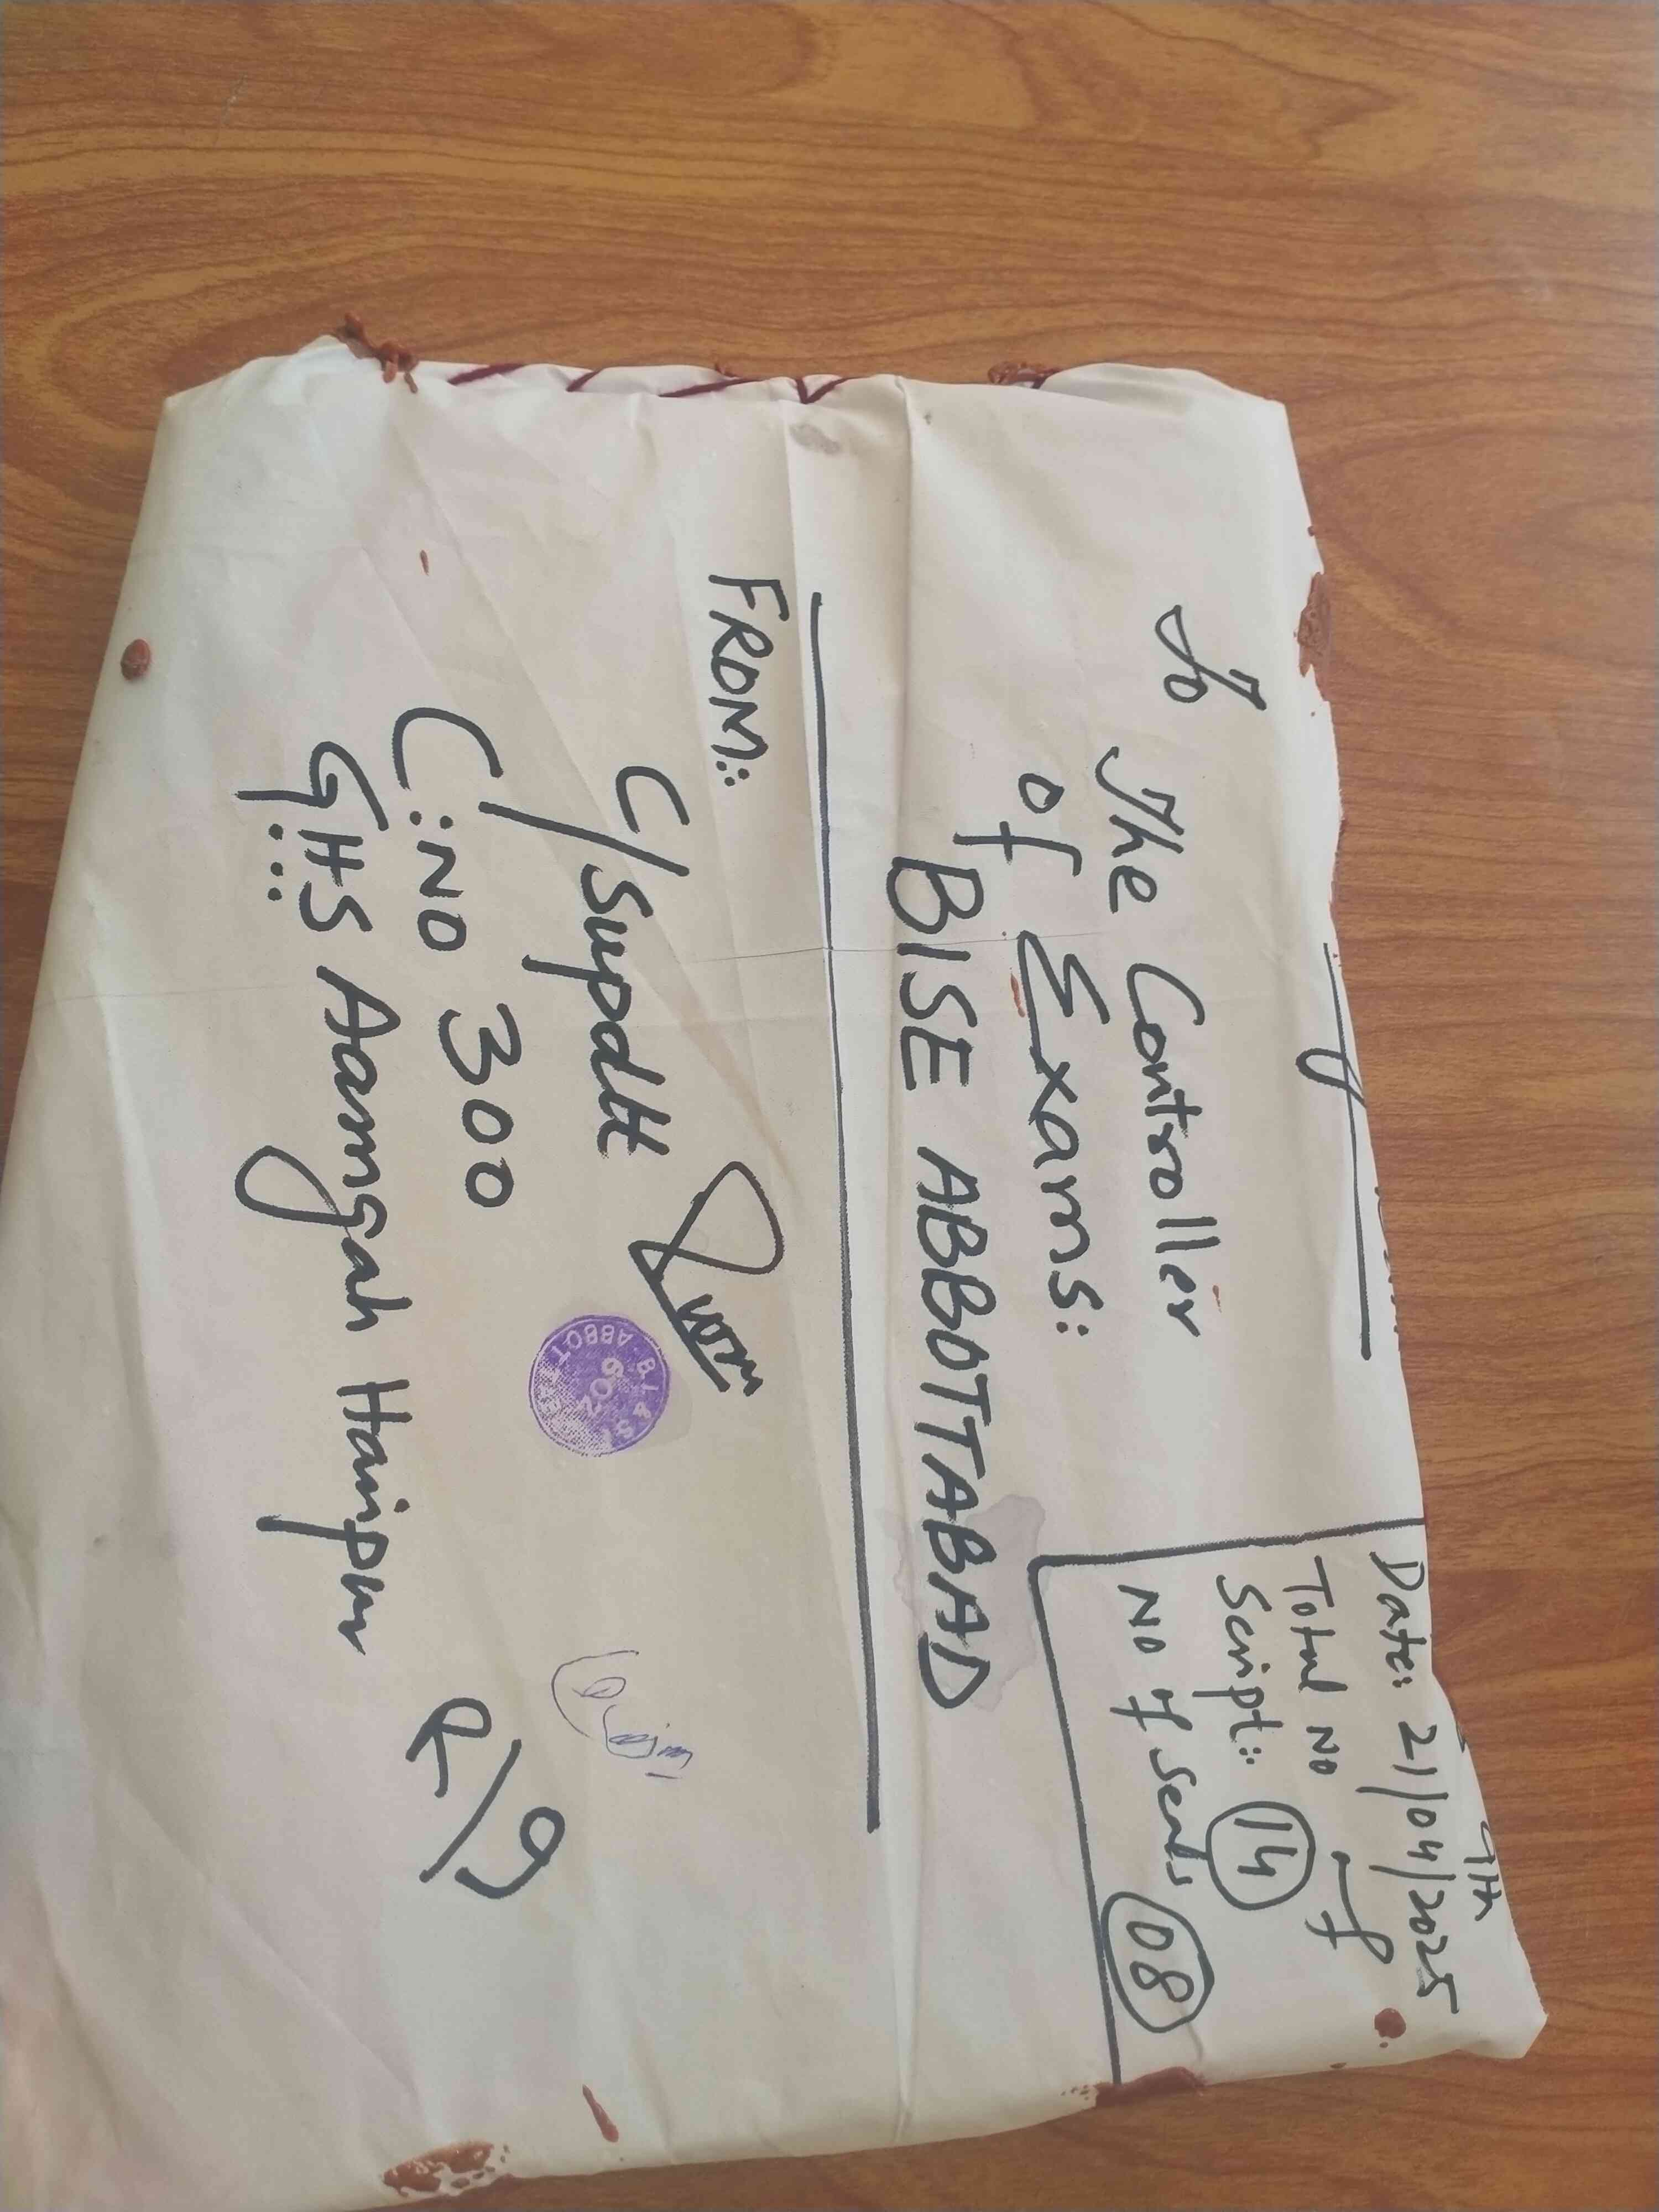 9th
Date: 21/04/2025
Total No of
Script:: 14
No of Seals 08
To
The Controller
of Exams:
BISE ABBOTTABAD
FROM::
C/Supdtt
C:No 300
GHS Aamgah Haripur
R/9